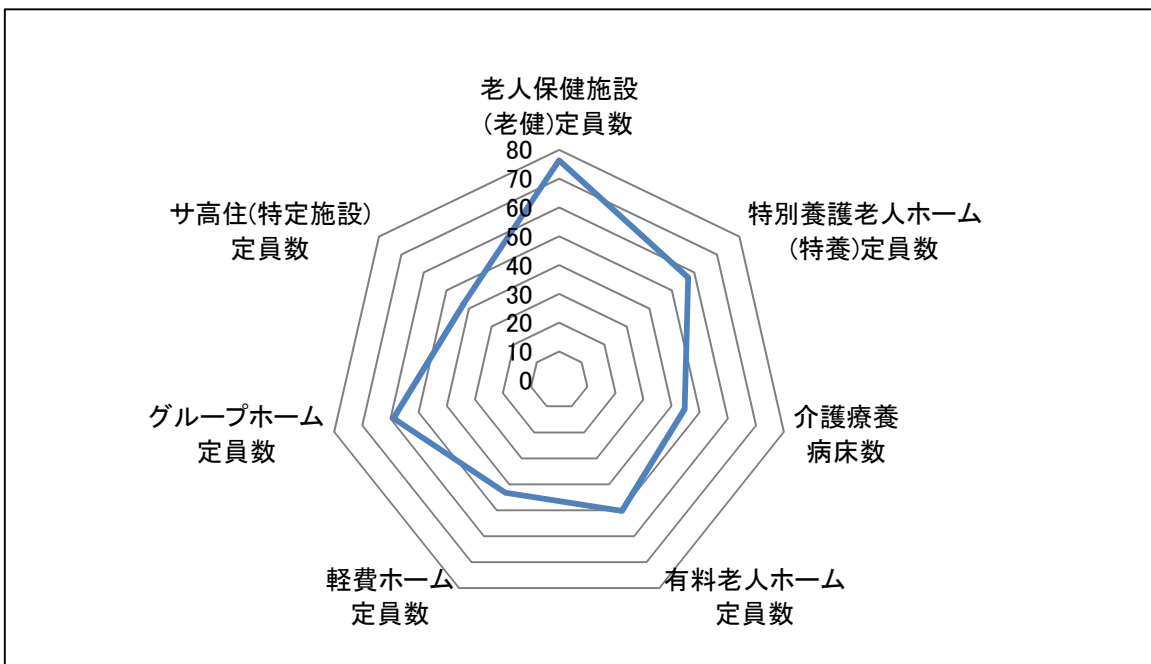 老人保健施設
(老健)定員数
80
70
60
50
40
30
20
10
0
特別養護老人ホーム
(特養)定員数
介護療養
病床数
有料老人ホーム
定員数
軽費ホーム
定員数
グループホーム
定員数
サ高住(特定施設)
定員数